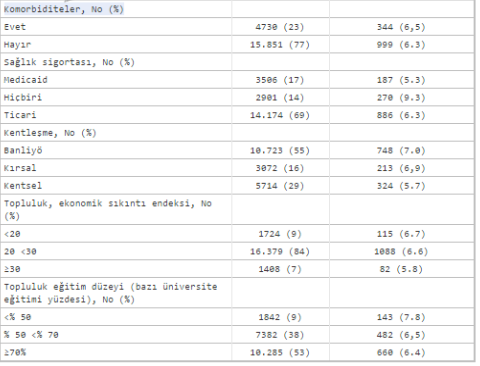 Komorbiditeler, No (%)
Evet 4730 (23) 344 (6,5)
Hayır 15.851 (77) 999 (6.3)
Sağlık sigortası, No (%)
Medicaid 3506 (17) 187 (5.3)
Hiçbiri 2901 (14) 270 (9.3)
Ticari 14.174 (69) 886 (6.3)
Kentleşme, No (%)
Banliyö 10.723 (55) 748 (7.0)
Kırsal 3072 (16) 213 (6,9)
Kentsel 5714 (29) 324 (5.7)
Topluluk, ekonomik sıkıntı endeksi, No
(%)
<20 1724 (9) 115 (6.7)
20 <30 16.379 (84) 1088 (6.6)
≥30 1408 (7) 82 (5.8)
Topluluk eğitim düzeyi (bazı üniversite
eğitimi yüzdesi), No (%)
<% 50 1842 (9) 143 (7.8)
% 50 <% 70 7382 (38) 482 (6,5)
≥70% 10.285 (53) 660 (6.4)